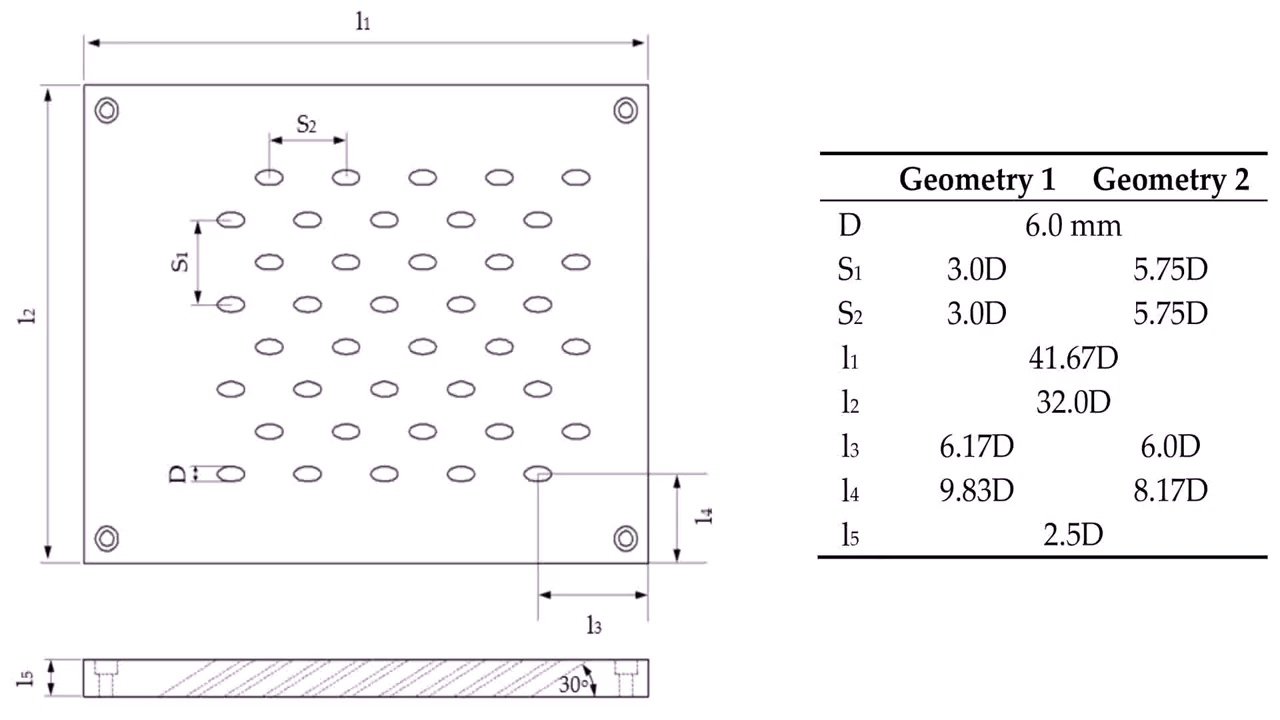 l1
S2
S1
l2
D
l4
l3
l5
30°
Geometry 1 Geometry 2
D 6.0 mm
S1 3.0D 5.75D
S2 3.0D 5.75D
l1 41.67D
l2 32.0D
l3 6.17D 6.0D
l4 9.83D 8.17D
l5 2.5D